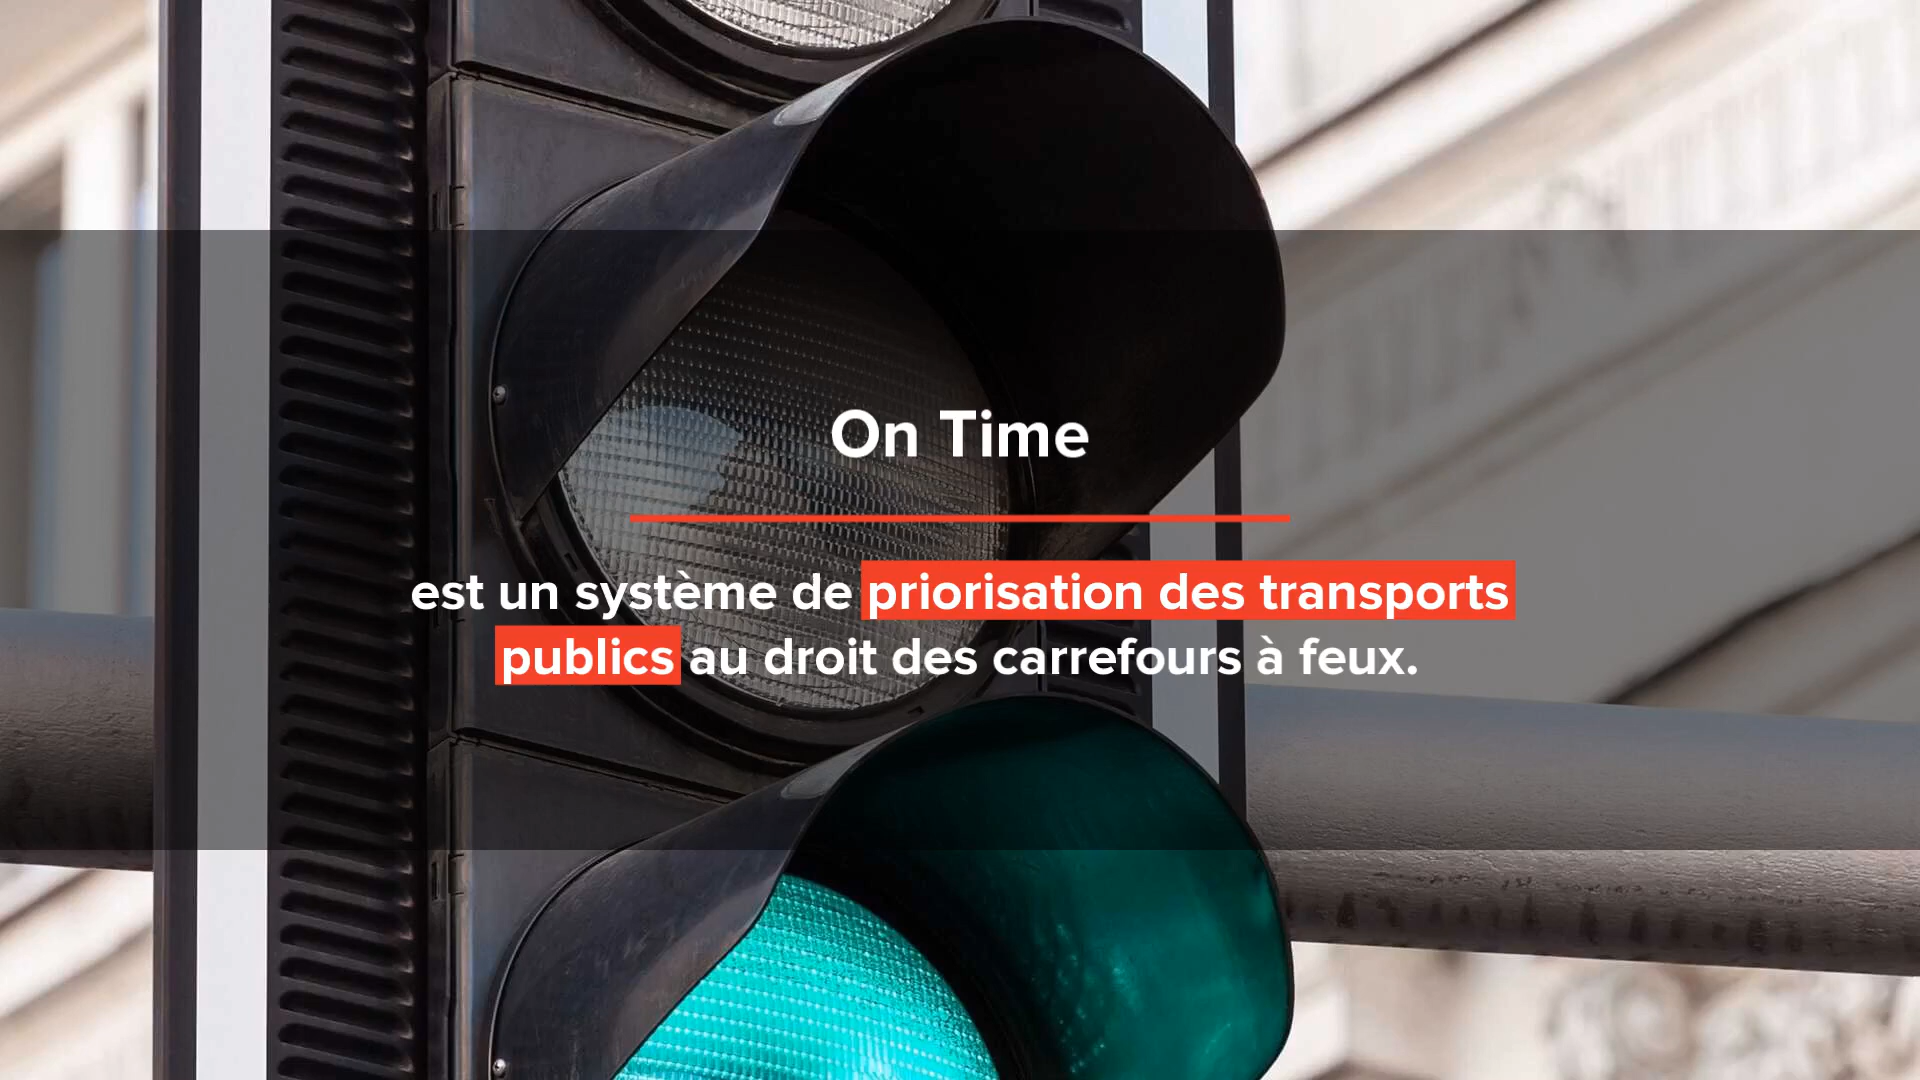 On Time
est un système de priorisation des transports
publics au droit des carrefours à feux.